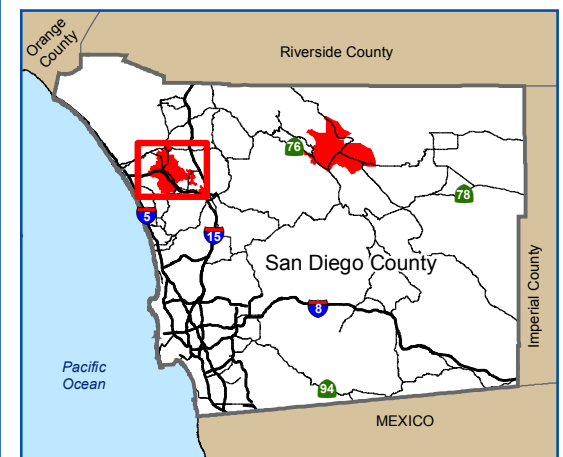 Orange
County
Riverside County
76
78
5
15
San Diego County
Imperial County
8
Pacific
Ocean
94
MEXICO